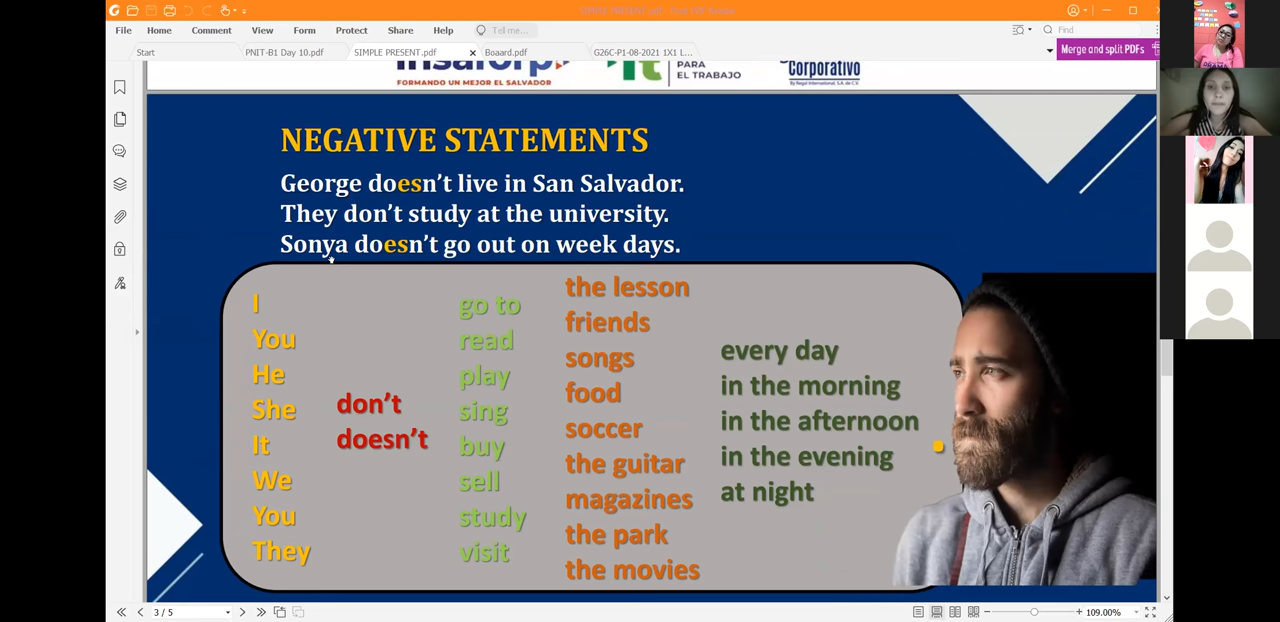 File Home Comment View Form Protect Share Help Tell me... Find
Start PNIT-B1 Day 10.pdf SIMPLE PRESENT.pdf Boaard.pdf G26C-P1-08-2021 1X1 L... Merge and split PDFs
insaforp PARA
FORMANDO UN MEJOR EL SALVADOR EL TRABAJO Corporativo
NEGATIVE STATEMENTS
George doesn't live in San Salvador.
They don't study at the university.
Sonya doesn't go out on week days.
I
You
He
She
It
We
You
They
don't
doesn't
go to
read
play
sing
buy
sell
study
visit
the lesson
friends
songs
food
soccer
the guitar
magazines
the park
the movies
every day
in the morning
in the afternoon
in the evening
at night
3 / 5 109.00%